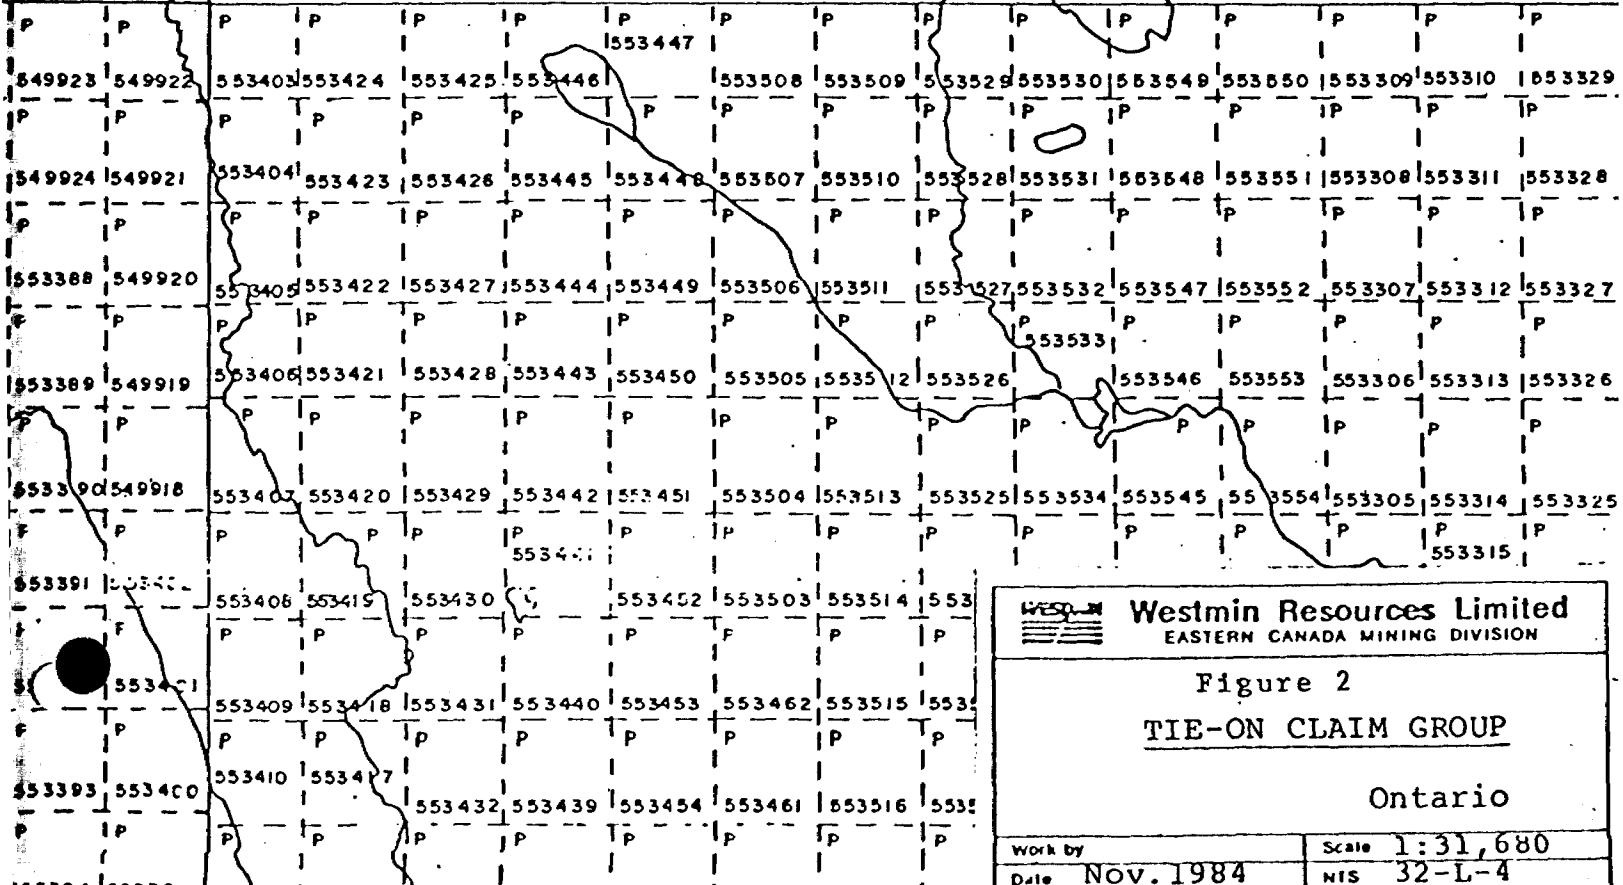 P P P P P P P P P P P P P P P
553447
549923 549922 553403 553424 553425 553446 553508 553509 553529 553530 553549 553550 553309 553310 553329
P P P P P P P P P P P P P P P P
549924 549921 553404 553423 553426 553445 553448 553507 553510 553528 553531 553548 553551 553308 553311 553328
P P P P P P P P P P P P P P P P
553388 549920 553405 553422 553427 553444 553449 553506 553511 553527 553532 553547 553552 553307 553312 553327
P P P P P P P P P P P P P P P P
553533
553389 549919 553406 553421 553428 553443 553450 553505 553512 553526 553546 553553 553306 553313 553326
P P P P P P P P P P P P P P P
553390 549918 553407 553420 553429 553442 553451 553504 553513 553525 553534 553545 553554 553305 553314 553325
P P P P P P P P P P P P P P P
553315
553391 553408 553419 553430 553452 553503 553514 553
P P P P P P P P P
553409 553418 553431 553440 553453 553462 553515 553
P P P P P P P P P
553410 553417
553393 553400 553432 553439 553454 553461 553516 553
P P P P P P P P P P
Westmin Resources Limited
EASTERN CANADA MINING DIVISION
Figure 2
TIE-ON CLAIM GROUP
Ontario
Work by
Scale 1:31,680
Date Nov. 1984
NTS 32-L-4